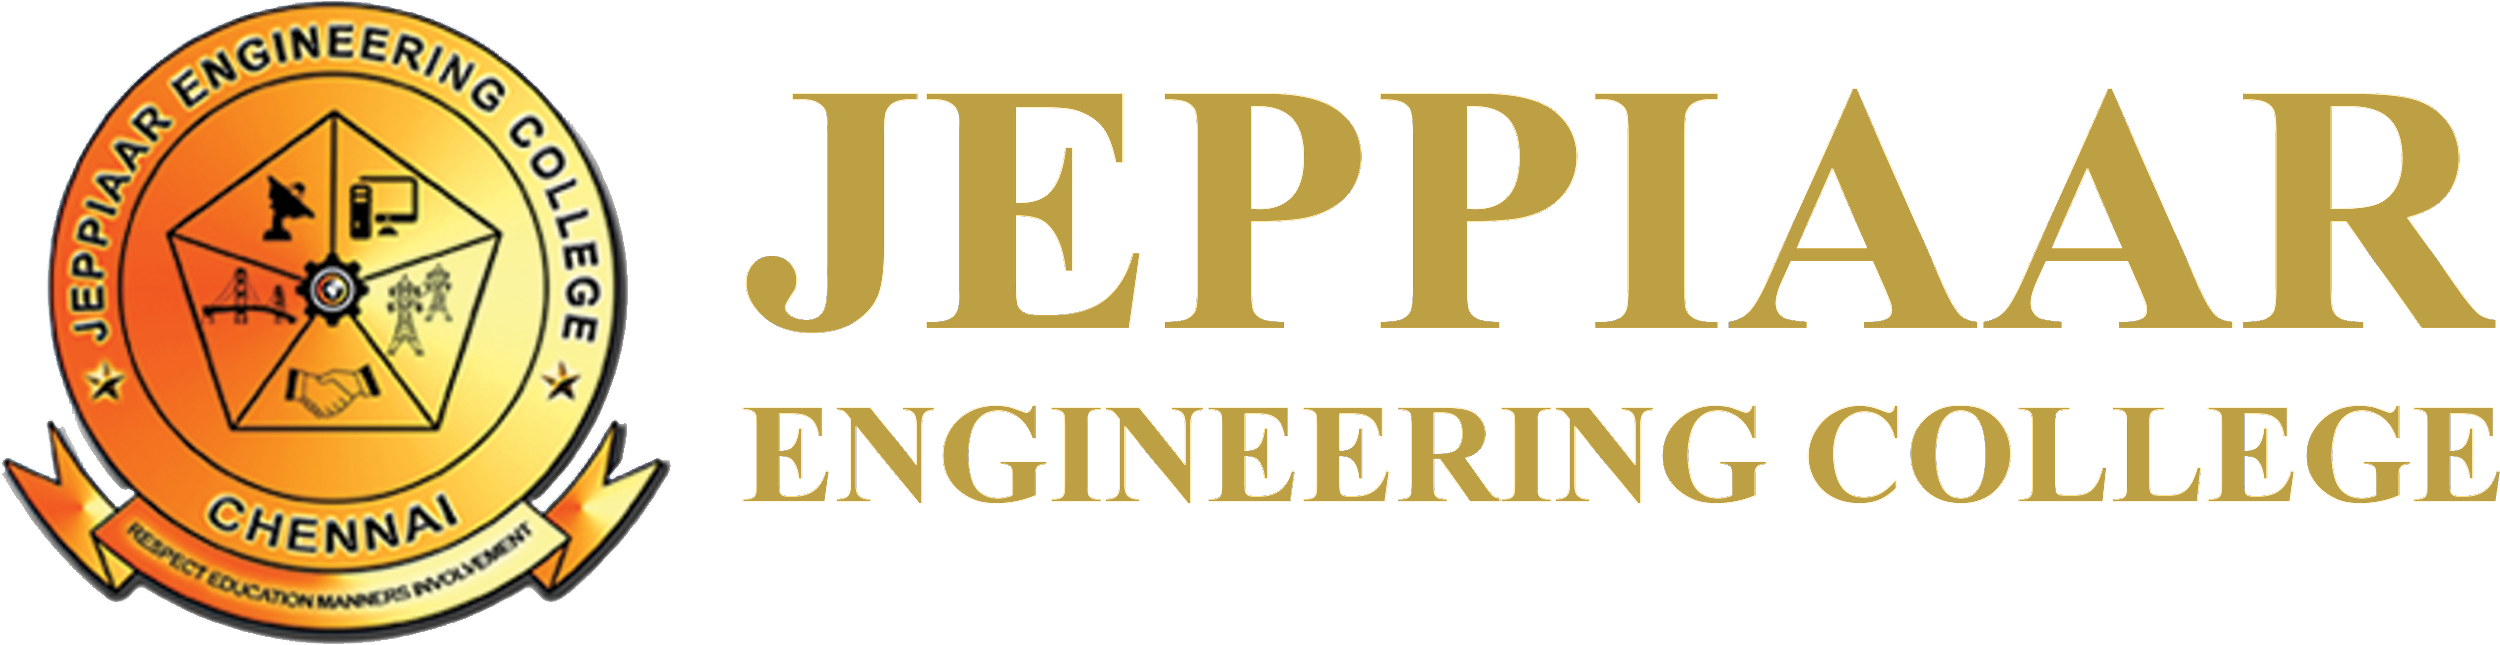 JEPPIAAR ENGINEERING COLLEGE
CHENNAI
RESPECT EDUCATION MANNERS INVOLVEMENT
JEPPIAAR
ENGINEERING COLLEGE